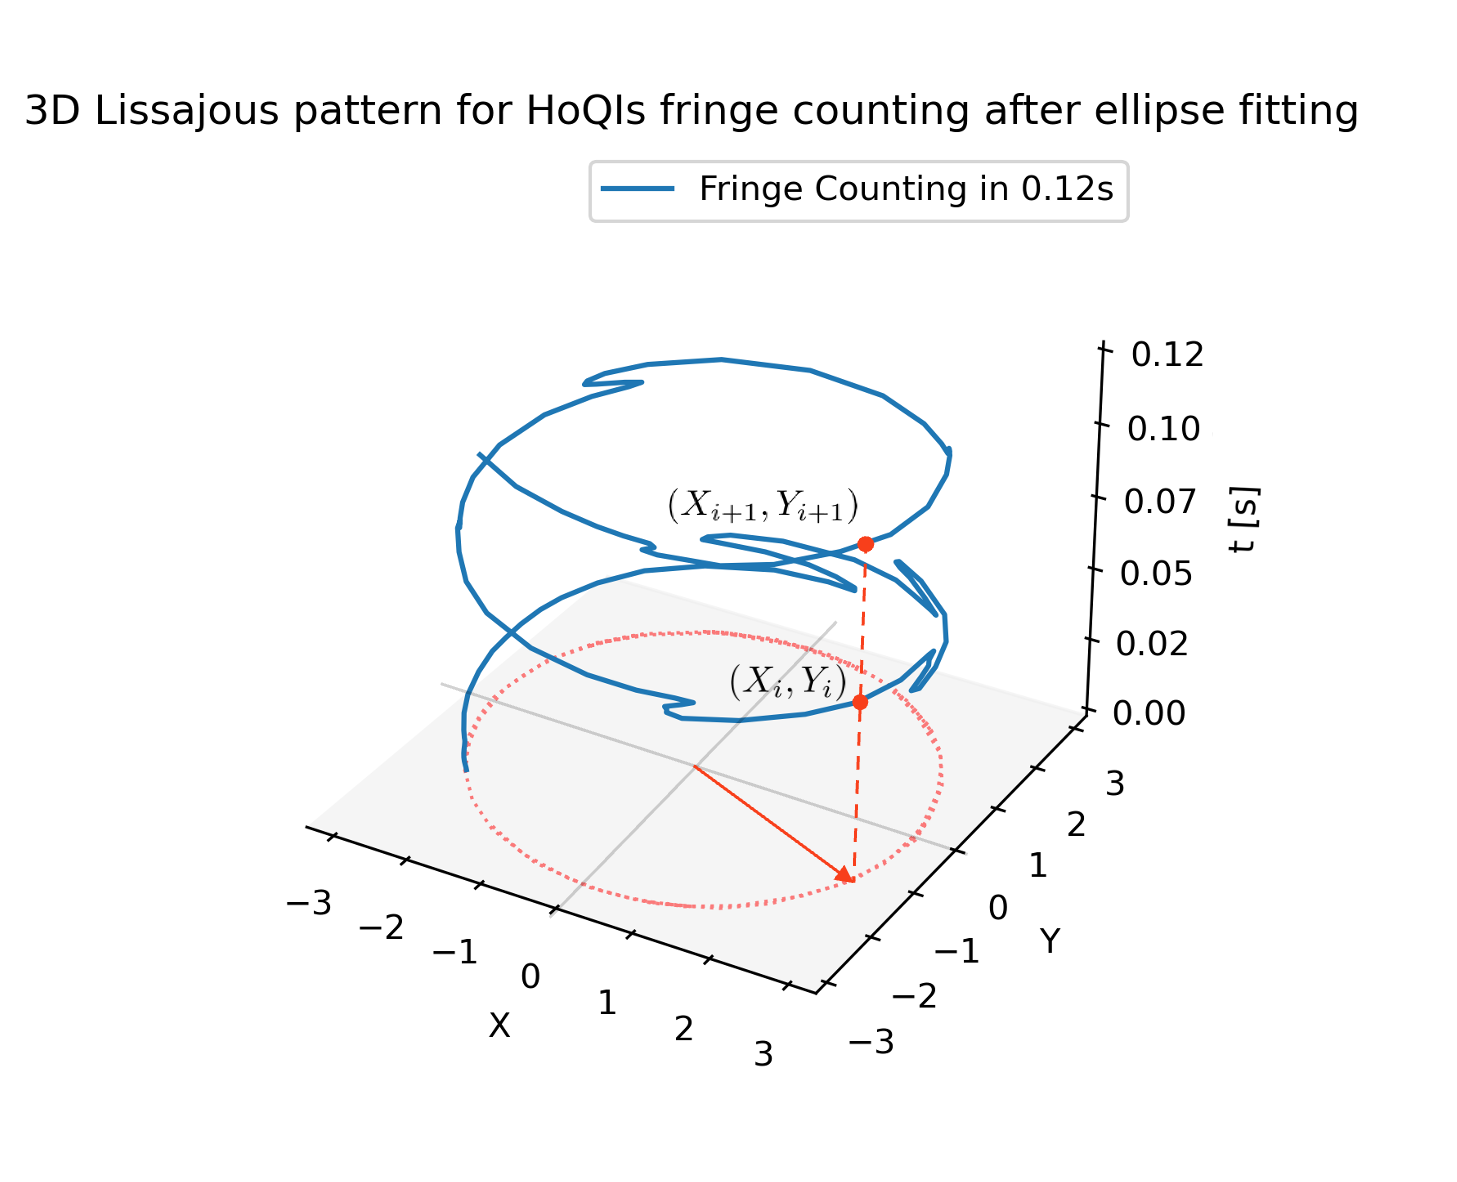 3D Lissajous pattern for HoQIs fringe counting after ellipse fitting
Fringe Counting in 0.12s
0.12
0.10
0.07
0.05
0.02
0.00
t [s]
(X_{i+1}, Y_{i+1})
(X_i, Y_i)
−3
−2
−1
0
1
2
3
X
3
2
1
0
−1
−2
−3
Y